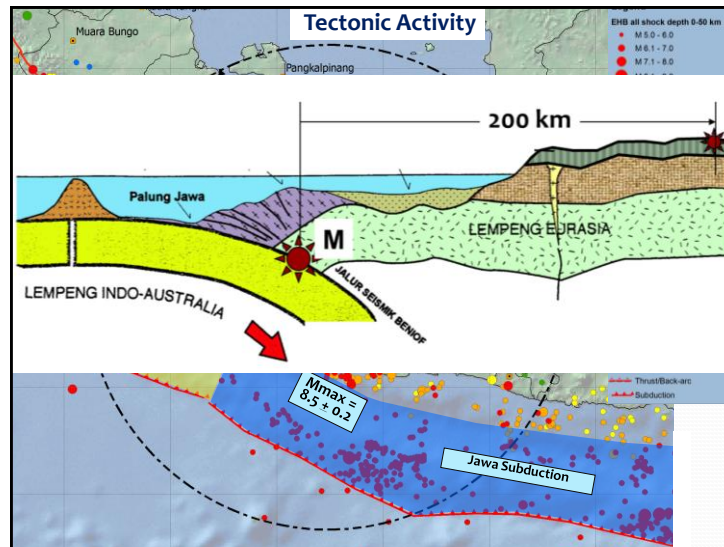 Tectonic Activity
Muara Bungo
Pangkalpinang
EHB all shock depth 0-50 km
M 5.0 - 6.0
M 6.1 - 7.0
M 7.1 - 8.0
200 km
Palung Jawa
M
LEMPENG EURASIA
LEMPENG INDO-AUSTRALIA
JALUR SEISMIK BENIOF
Mmax =
8.5 ± 0.2
Thrust/Back-arc
Subduction
Jawa Subduction